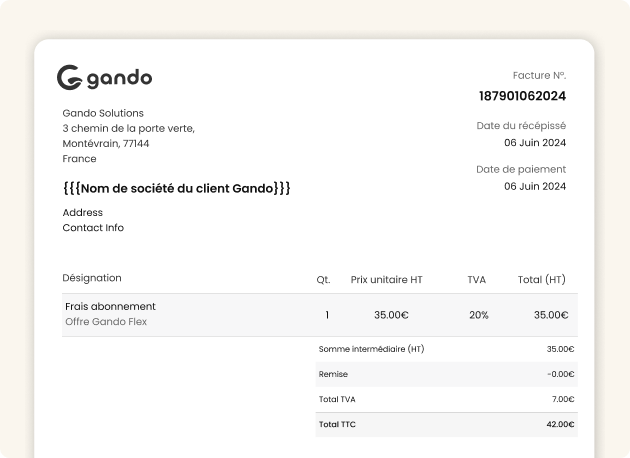 gando
Facture Nº.
187901062024
Gando Solutions
3 chemin de la porte verte,
Montévrain, 77144
France
Date du récépissé
06 Juin 2024
Date de paiement
06 Juin 2024
{{{Nom de société du client Gando}}}
Address
Contact Info
Désignation Qt. Prix unitaire HT TVA Total (HT)
Frais abonnement
Offre Gando Flex
1 35.00€ 20% 35.00€
Somme intermédiaire (HT) 35.00€
Remise -0.00€
Total TVA 7.00€
Total TTC 42.00€